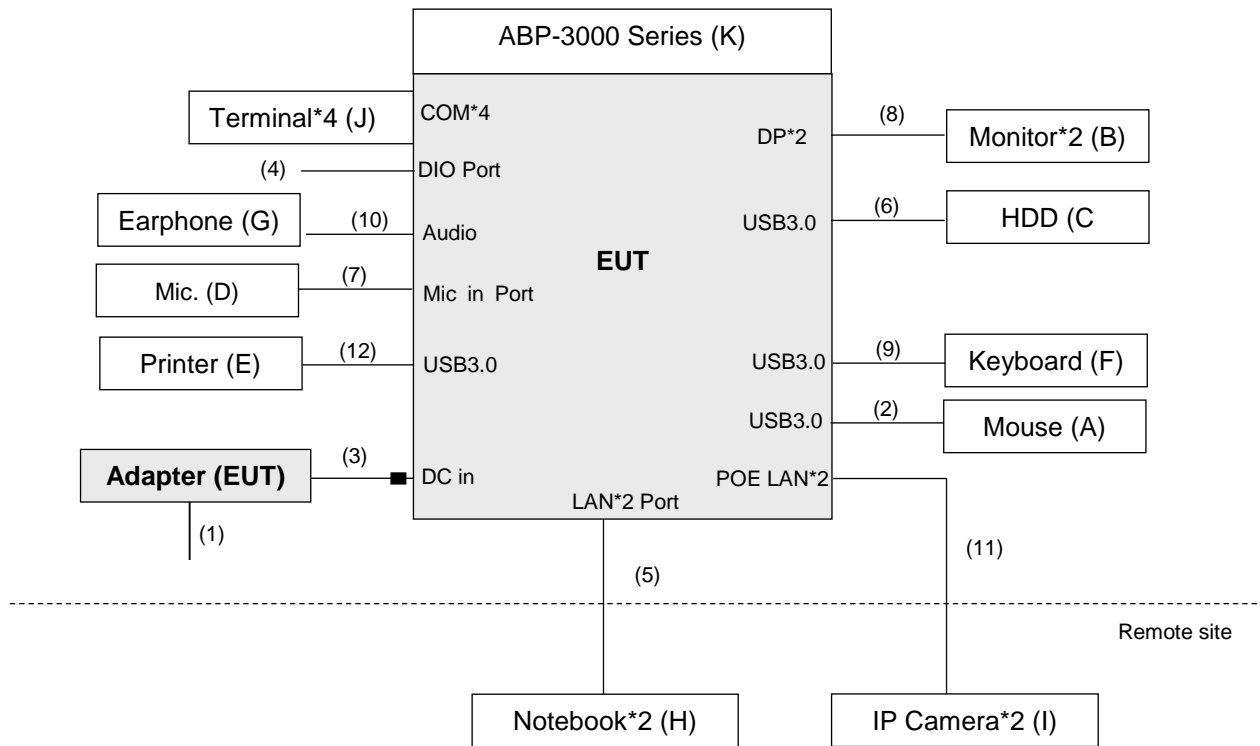 ABP-3000 Series (K)
Terminal*4 (J)
COM*4
(8)
DP*2
Monitor*2 (B)
(4)
DIO Port
Earphone (G)
(10)
Audio
USB3.0
(6)
HDD (C
EUT
Mic. (D)
(7)
Mic in Port
Printer (E)
(12)
USB3.0
USB3.0
(9)
Keyboard (F)
USB3.0
(2)
Mouse (A)
Adapter (EUT)
(3)
DC in
POE LAN*2
LAN*2 Port
(1)
(11)
(5)
Remote site
Notebook*2 (H)
IP Camera*2 (I)